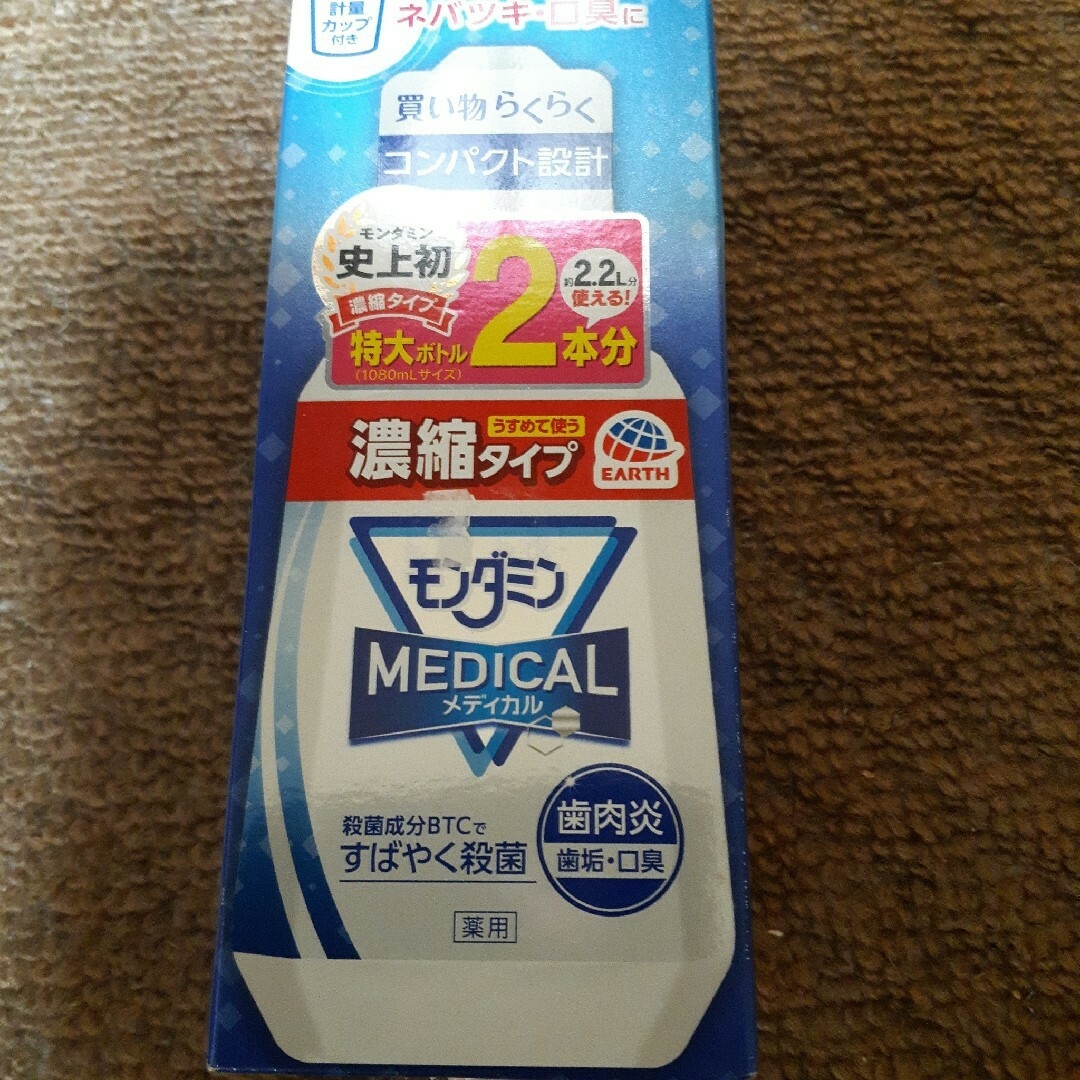 計量
カップ
付き
ネバツキ・口臭に
買い物らくらく
コンパクト設計
モンダミン
史上初
濃縮タイプ
特大ボトル
(1080mLサイズ)
2本分
約2.2L分
使える!
濃縮タイプ
うすめて使う
EARTH
モンダミン
MEDICAL
メディカル
殺菌成分BTCで
すばやく殺菌
歯肉炎
歯垢・口臭
薬用